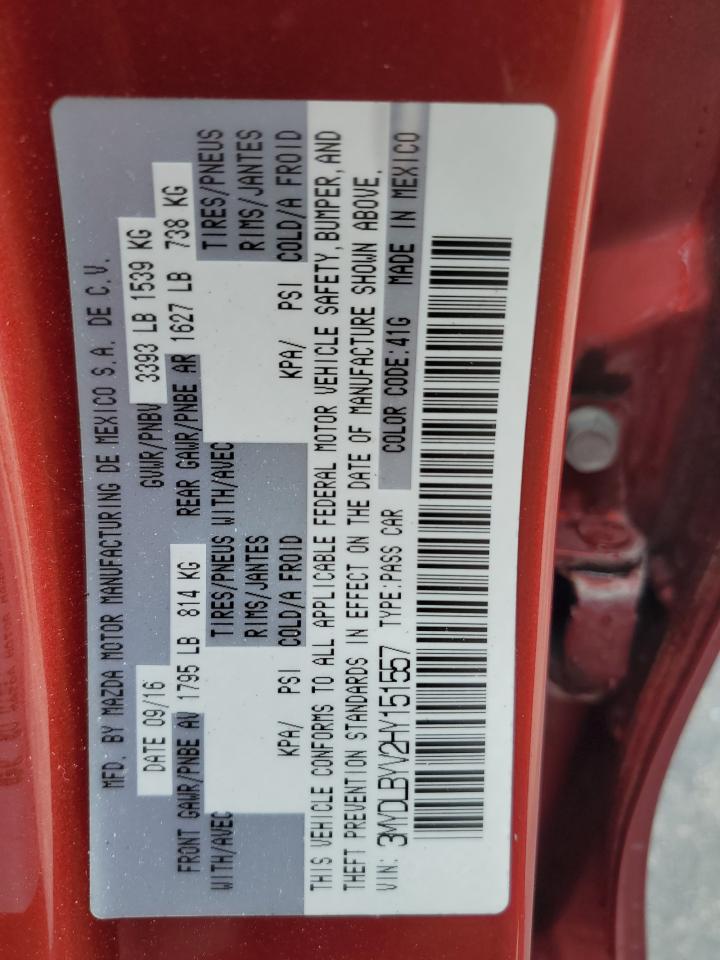 MFD. BY MAZDA MOTOR MANUFACTURING DE MEXICO S.A. DE C.V.
DATE 09/16 GVWR/PNBV 3393 LB 1539 KG
FRONT GAWR/PNBE AV 1795 LB 814 KG REAR GAWR/PNBE AR 1627 LB 738 KG
WITH/AVEC TIRES/PNEUS WITH/AVEC TIRES/PNEUS
RIMS/JANTES RIMS/JANTES
KPA/ PSI COLD/A FROID KPA/ PSI COLD/A FROID
THIS VEHICLE CONFORMS TO ALL APPLICABLE FEDERAL MOTOR VEHICLE SAFETY, BUMPER, AND
THEFT PREVENTION STANDARDS IN EFFECT ON THE DATE OF MANUFACTURE SHOWN ABOVE.
VIN: 3MYDLBYV2HY151557 TYPE:PASS CAR COLOR CODE:41G MADE IN MEXICO